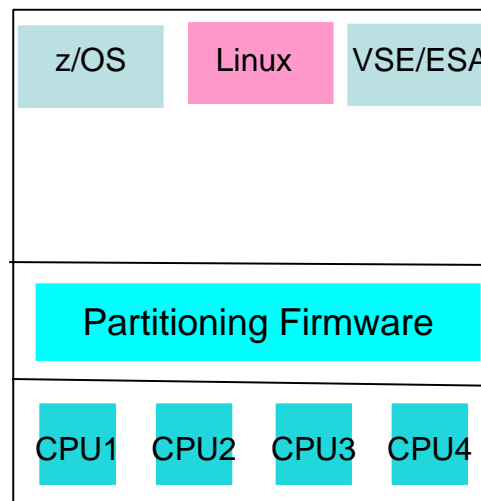 z/OS Linux VSE/ESA
Partitioning Firmware
CPU1 CPU2 CPU3 CPU4